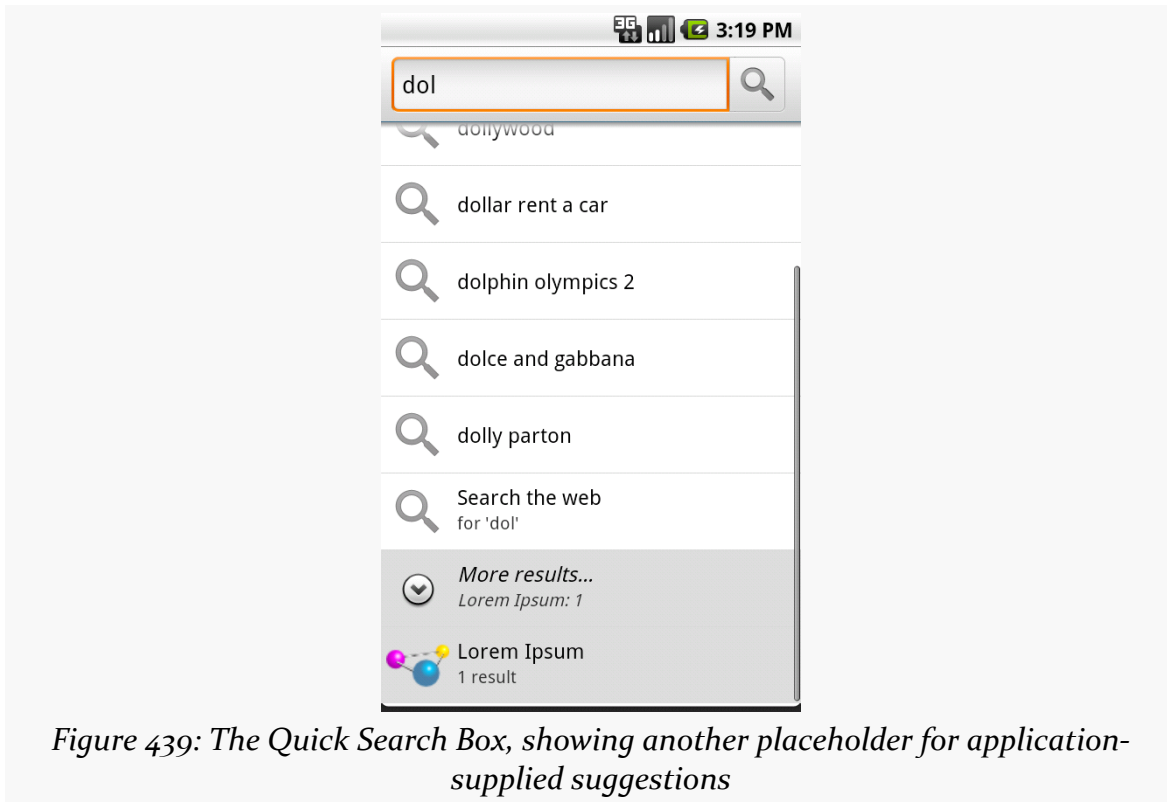 3G 3:19 PM
dol
dollywood
dollar rent a car
dolphin olympics 2
dolce and gabbana
dolly parton
Search the web
for 'dol'
More results...
Lorem Ipsum: 1
Lorem Ipsum
1 result
Figure 439: The Quick Search Box, showing another placeholder for application-
supplied suggestions